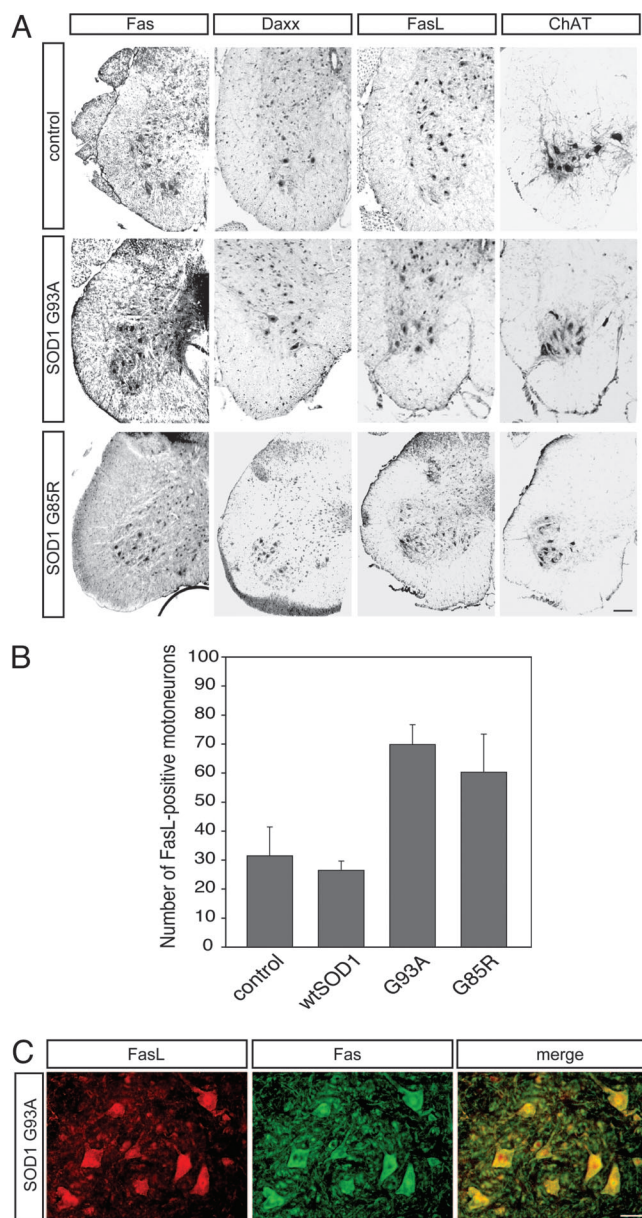 A
Fas
Daxx
FasL
ChAT
control
SOD1 G93A
SOD1 G85R
B
Number of FasL-positive motoneurons
100
90
80
70
60
50
40
30
20
10
0
control
wtSOD1
G93A
G85R
C
FasL
Fas
merge
SOD1 G93A